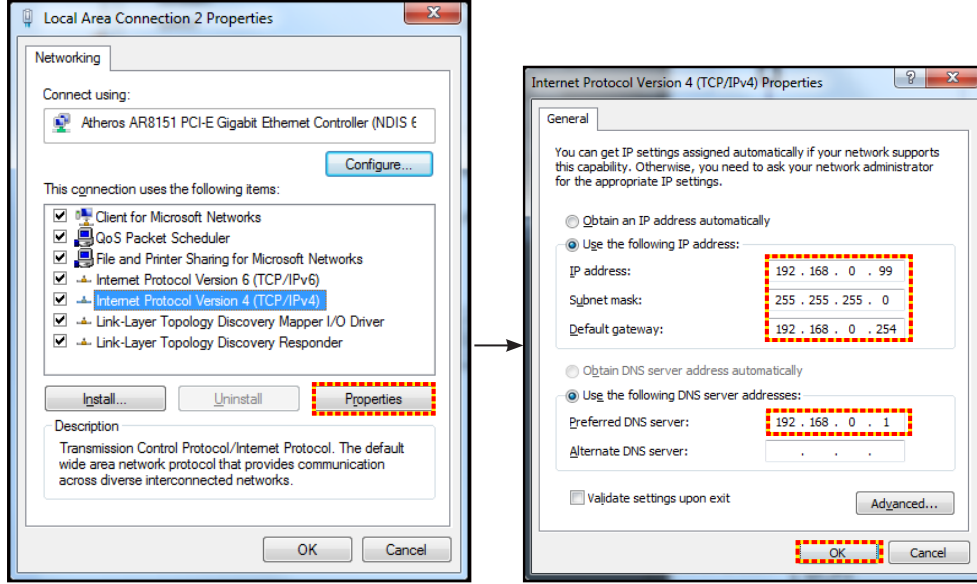 Local Area Connection 2 Properties
Networking
Connect using:
Atheros AR8151 PCI-E Gigabit Ethernet Controller (NDIS 6
Configure...
This connection uses the following items:
Client for Microsoft Networks
QoS Packet Scheduler
File and Printer Sharing for Microsoft Networks
Internet Protocol Version 6 (TCP/IPv6)
Internet Protocol Version 4 (TCP/IPv4)
Link-Layer Topology Discovery Mapper I/O Driver
Link-Layer Topology Discovery Responder
Install...
Uninstall
Properties
Description
Transmission Control Protocol/Internet Protocol. The default
wide area network protocol that provides communication
across diverse interconnected networks.
OK
Cancel
Internet Protocol Version 4 (TCP/IPv4) Properties
General
You can get IP settings assigned automatically if your network supports
this capability. Otherwise, you need to ask your network administrator
for the appropriate IP settings.
Obtain an IP address automatically
Use the following IP address:
IP address: 192 . 168 . 0 . 99
Subnet mask: 255 . 255 . 255 . 0
Default gateway: 192 . 168 . 0 . 254
Obtain DNS server address automatically
Use the following DNS server addresses:
Preferred DNS server: 192 . 168 . 0 . 1
Alternate DNS server: . . .
Validate settings upon exit
Advanced...
OK
Cancel